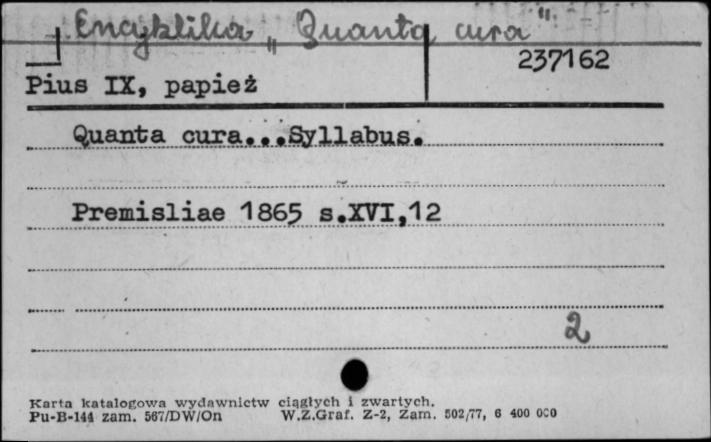 Encyklika „Quanta cura"
237162
Pius IX, papież
Quanta cura...Syllabus.
Premisliae 1865 s.XVI,12
2
Karta katalogowa wydawnictw ciągłych i zwartych.
Pu-B-144 zam. 567/DW/On W.Z.Graf. Z-2, Zam. 502/77, 6 400 000